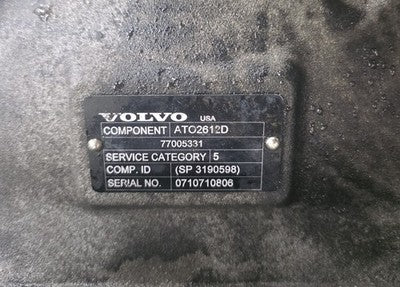 VOLVO USA
COMPONENT ATO2612D
77005331
SERVICE CATEGORY 5
COMP. ID (SP 3190598)
SERIAL NO. 0710710806